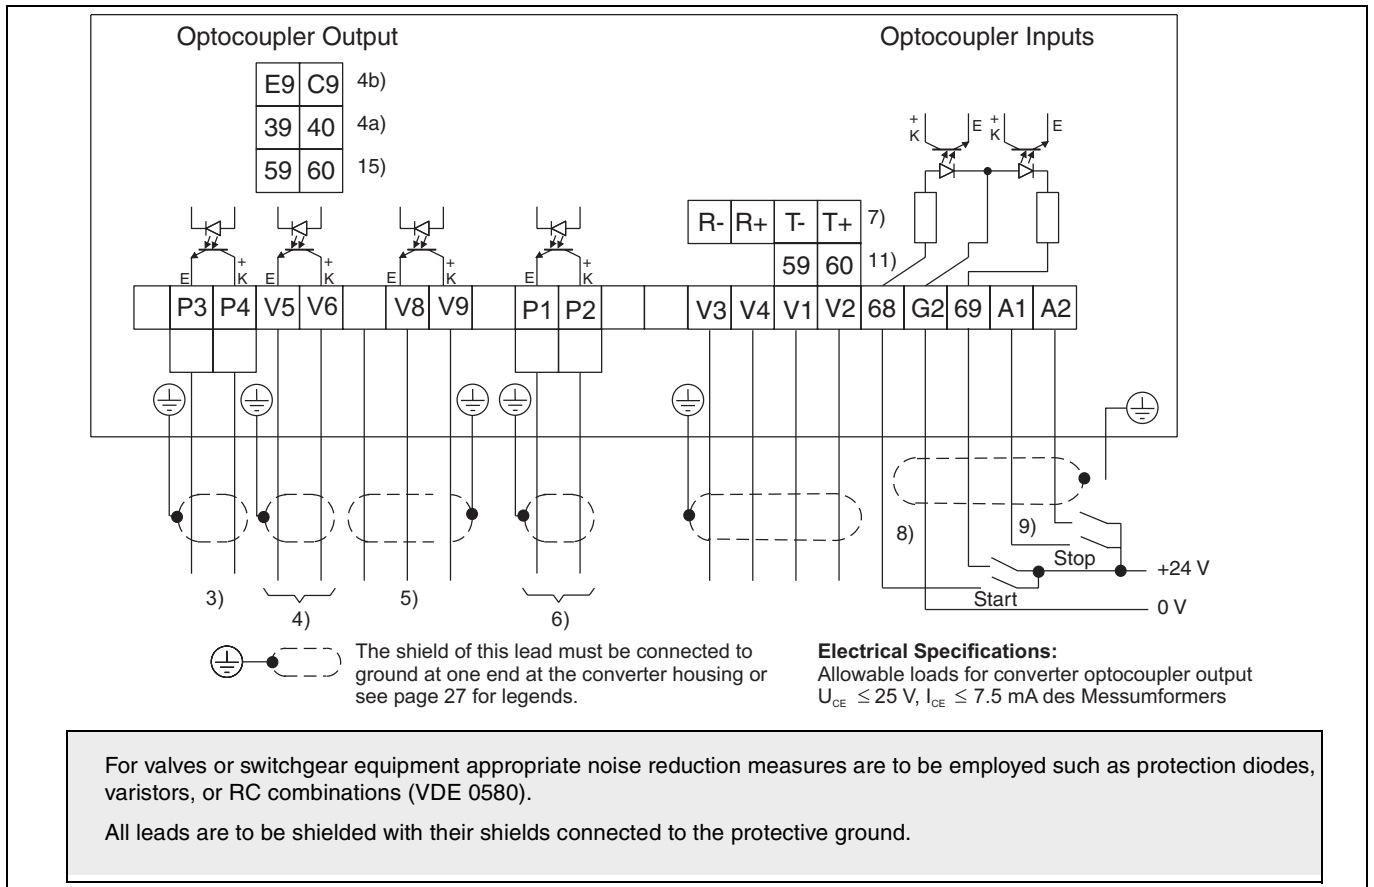 Optocoupler Output
Optocoupler Inputs
E9 C9 4b)
39 40 4a)
59 60 15)
+ K E + K E
R- R+ T- T+ 7)
59 60 11)
E + K E + K E + K E + K
P3 P4 V5 V6 V8 V9 P1 P2 V3 V4 V1 V2 68 G2 69 A1 A2
8) 9)
Stop
+24 V
Start
0 V
3) 4) 5) 6)
The shield of this lead must be connected to
ground at one end at the converter housing or
see page 27 for legends.
Electrical Specifications:
Allowable loads for converter optocoupler output
U_CE ≤ 25 V, I_CE ≤ 7.5 mA des Messumformers
For valves or switchgear equipment appropriate noise reduction measures are to be employed such as protection diodes,
varistors, or RC combinations (VDE 0580).
All leads are to be shielded with their shields connected to the protective ground.